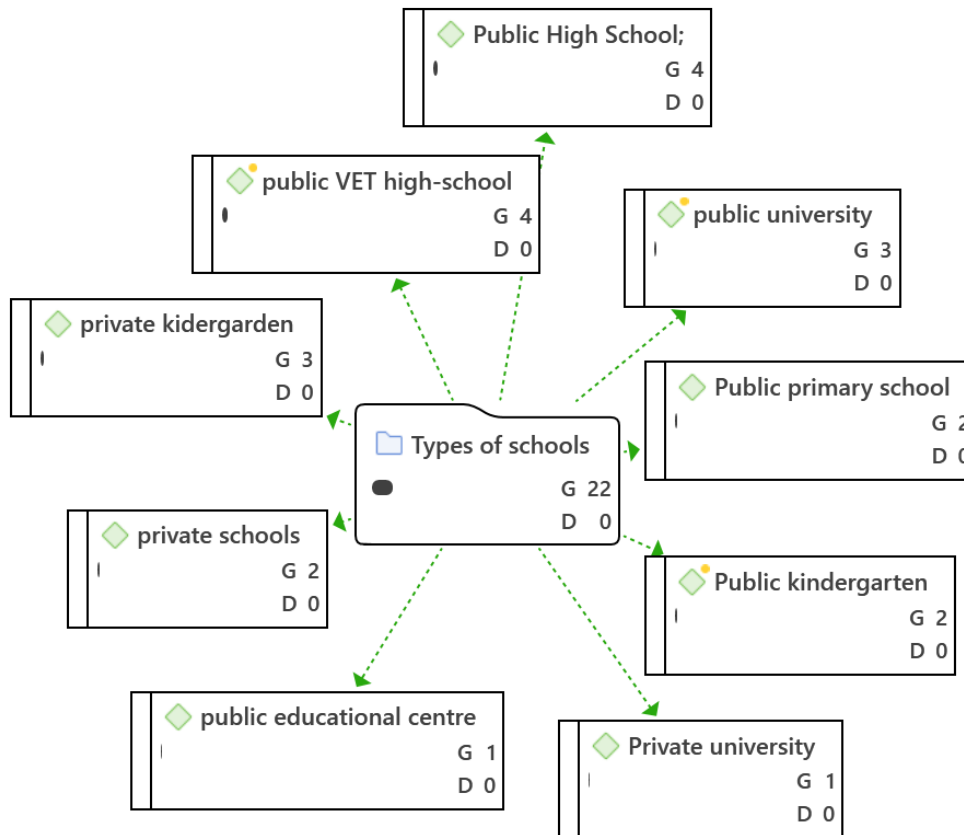 Public High School;
G 4
D 0
public VET high-school
G 4
D 0
public university
G 3
D 0
private kidergarden
G 3
D 0
Public primary school
G 2
D 0
Types of schools
G 22
D 0
private schools
G 2
D 0
Public kindergarten
G 2
D 0
public educational centre
G 1
D 0
Private university
G 1
D 0